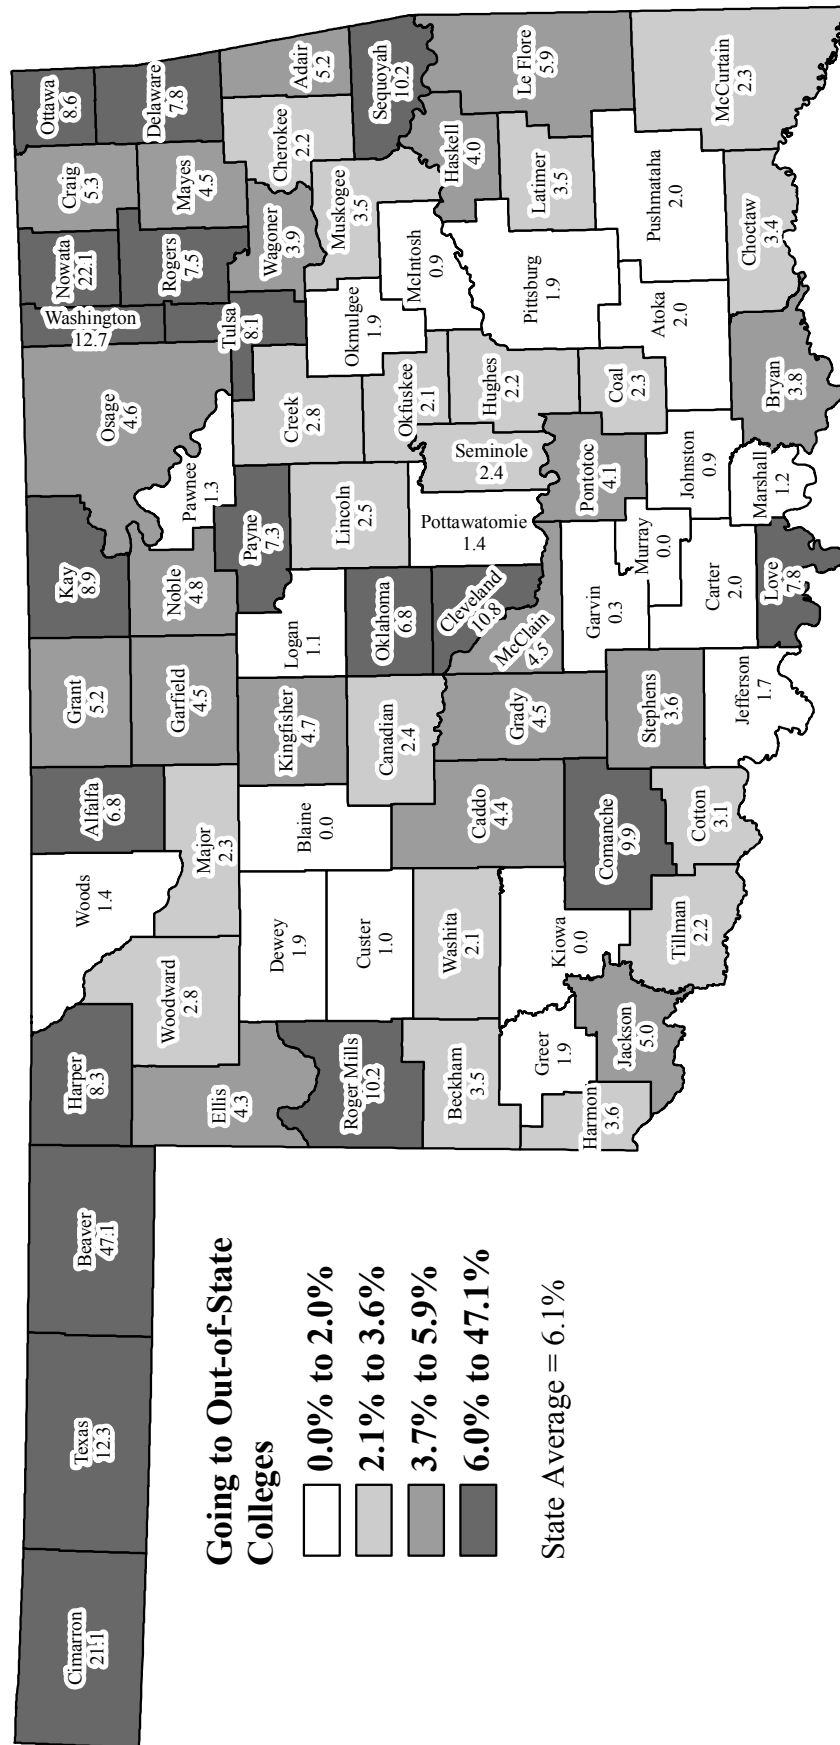 Cimarron
21.1
Texas
12.3
Beaver
47.1
Harper
8.3
Woods
1.4
Alfalfa
6.8
Grant
5.2
Kay
8.9
Osage
4.6
Washington
12.7
Nowata
22.1
Craig
5.3
Ottawa
8.6
Delaware
7.8
Mayes
4.5
Rogers
7.5
Tulsa
8.1
Pawnee
1.3
Noble
4.8
Garfield
4.5
Major
2.3
Woodward
2.8
Ellis
4.3
Roger Mills
10.2
Dewey
1.9
Custer
1.0
Blaine
0.0
Kingfisher
4.7
Canadian
2.4
Logan
1.1
Oklahoma
6.8
Payne
7.3
Lincoln
2.5
Creek
2.8
Okfuskee
2.1
Okmulgee
1.9
Wagoner
3.9
Cherokee
2.2
Adair
5.2
Sequoyah
10.2
Muskogee
3.5
McIntosh
0.9
Haskell
4.0
Le Flore
5.9
Latimer
3.5
Pittsburg
1.9
Hughes
2.2
Seminole
2.4
Pottawatomie
1.4
Cleveland
10.8
McClain
4.5
Grady
4.5
Caddo
4.4
Washita
2.1
Beckham
3.5
Greer
1.9
Kiowa
0.0
Harmon
3.6
Jackson
5.0
Tillman
2.2
Comanche
9.9
Cotton
3.1
Stephens
3.6
Jefferson
1.7
Garvin
0.3
Murray
0.0
Carter
2.0
Love
7.8
Pontotoc
4.1
Johnston
0.9
Marshall
1.2
Coal
2.3
Atoka
2.0
Bryan
3.8
Pushmataha
2.0
Choctaw
3.4
McCurtain
2.3
Going to Out-of-State
Colleges
0.0% to 2.0%
2.1% to 3.6%
3.7% to 5.9%
6.0% to 47.1%
State Average = 6.1%